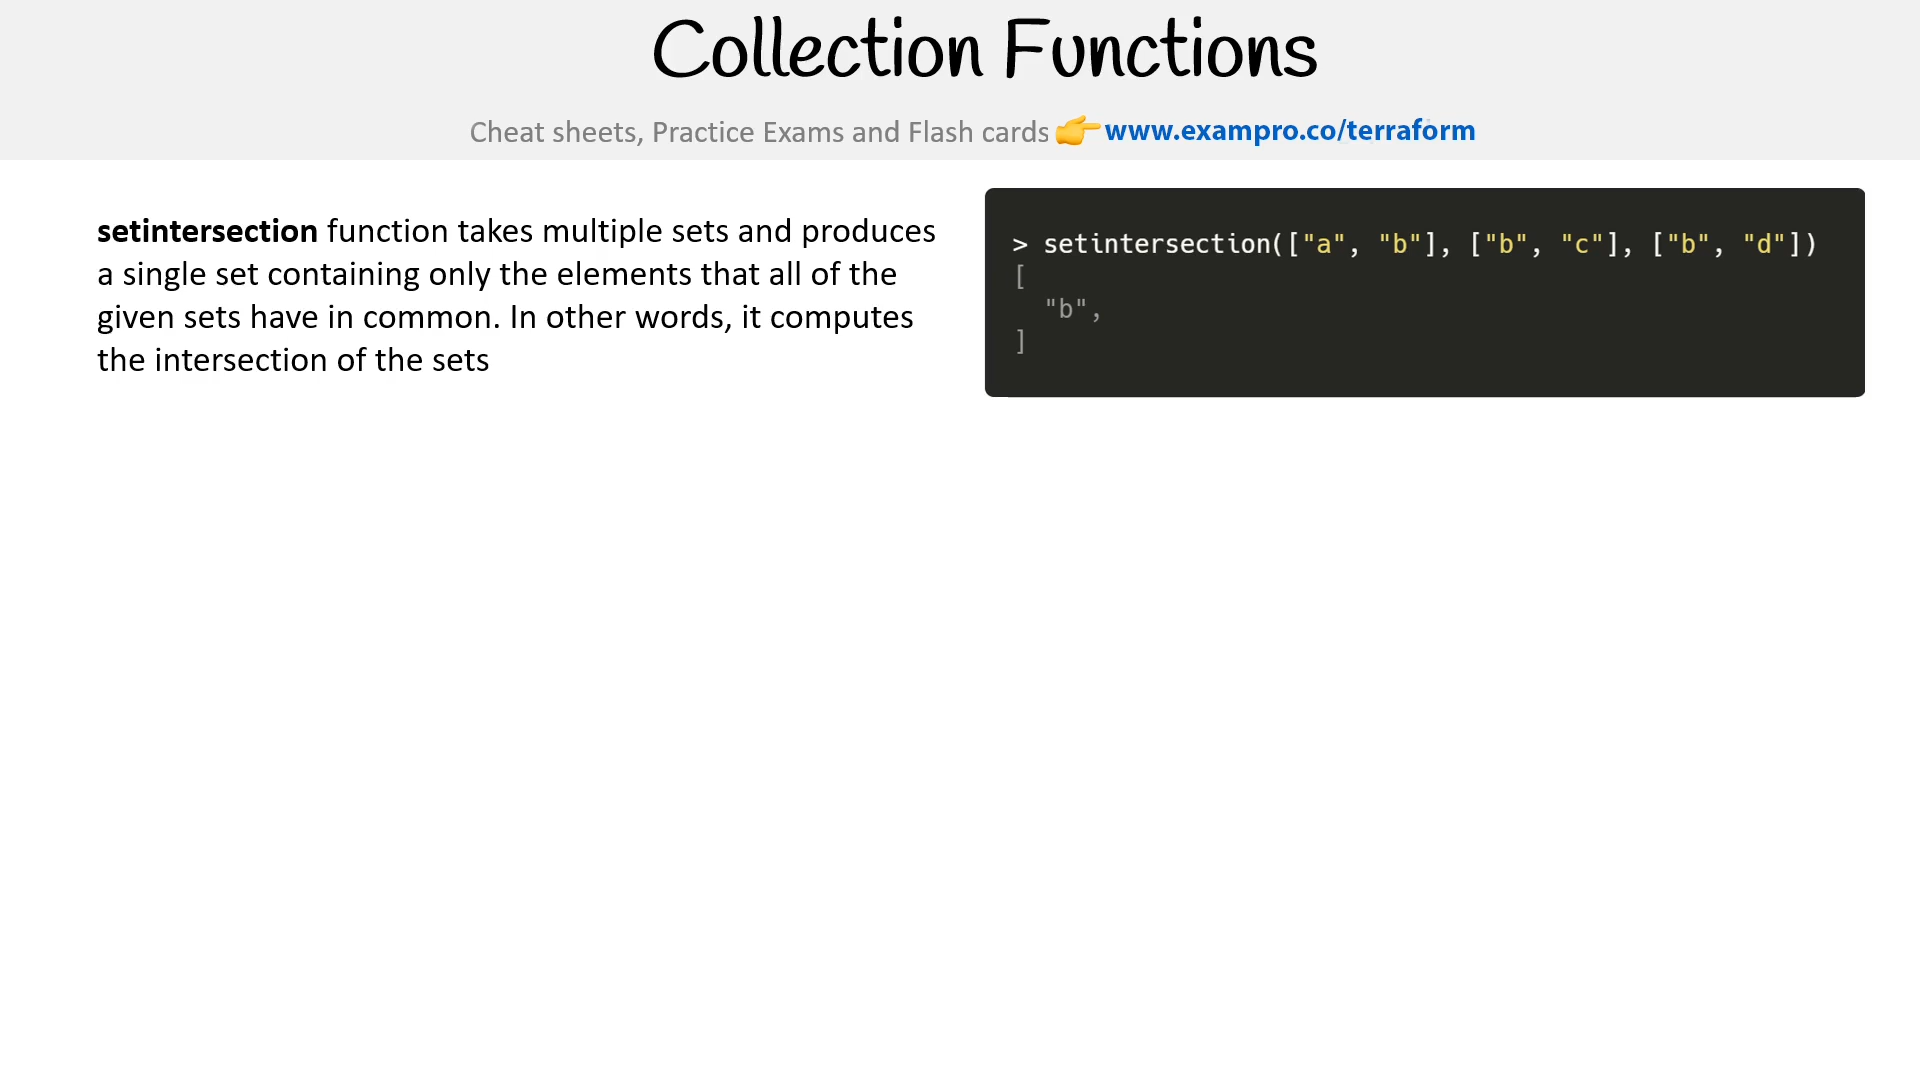 Collection Functions
Cheat sheets, Practice Exams and Flash cards 👉www.exampro.co/terraform
setintersection function takes multiple sets and produces
a single set containing only the elements that all of the
given sets have in common. In other words, it computes
the intersection of the sets
> setintersection(["a", "b"], ["b", "c"], ["b", "d"])
[
  "b",
]